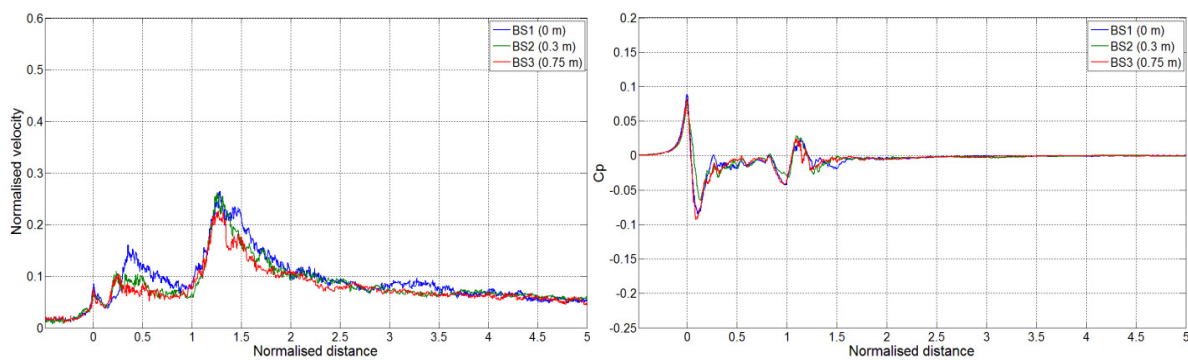 0.6
0.5
0.4
0.3
0.2
0.1
0
Normalised velocity
BS1 (0 m)
BS2 (0.3 m)
BS3 (0.75 m)
0 0.5 1 1.5 2 2.5 3 3.5 4 4.5 5
Normalised distance
0.2
0.15
0.1
0.05
0
-0.05
-0.1
-0.15
-0.2
-0.25
Cp
BS1 (0 m)
BS2 (0.3 m)
BS3 (0.75 m)
0 0.5 1 1.5 2 2.5 3 3.5 4 4.5 5
Normalised distance